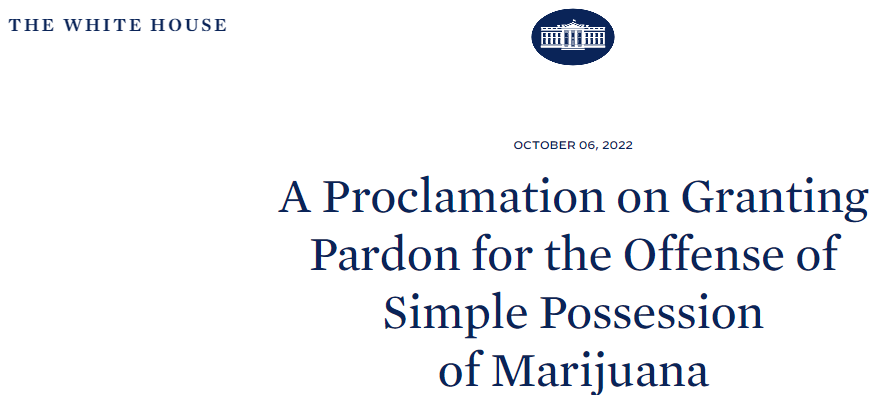 THE WHITE HOUSE
OCTOBER 06, 2022
A Proclamation on Granting
Pardon for the Offense of
Simple Possession
of Marijuana